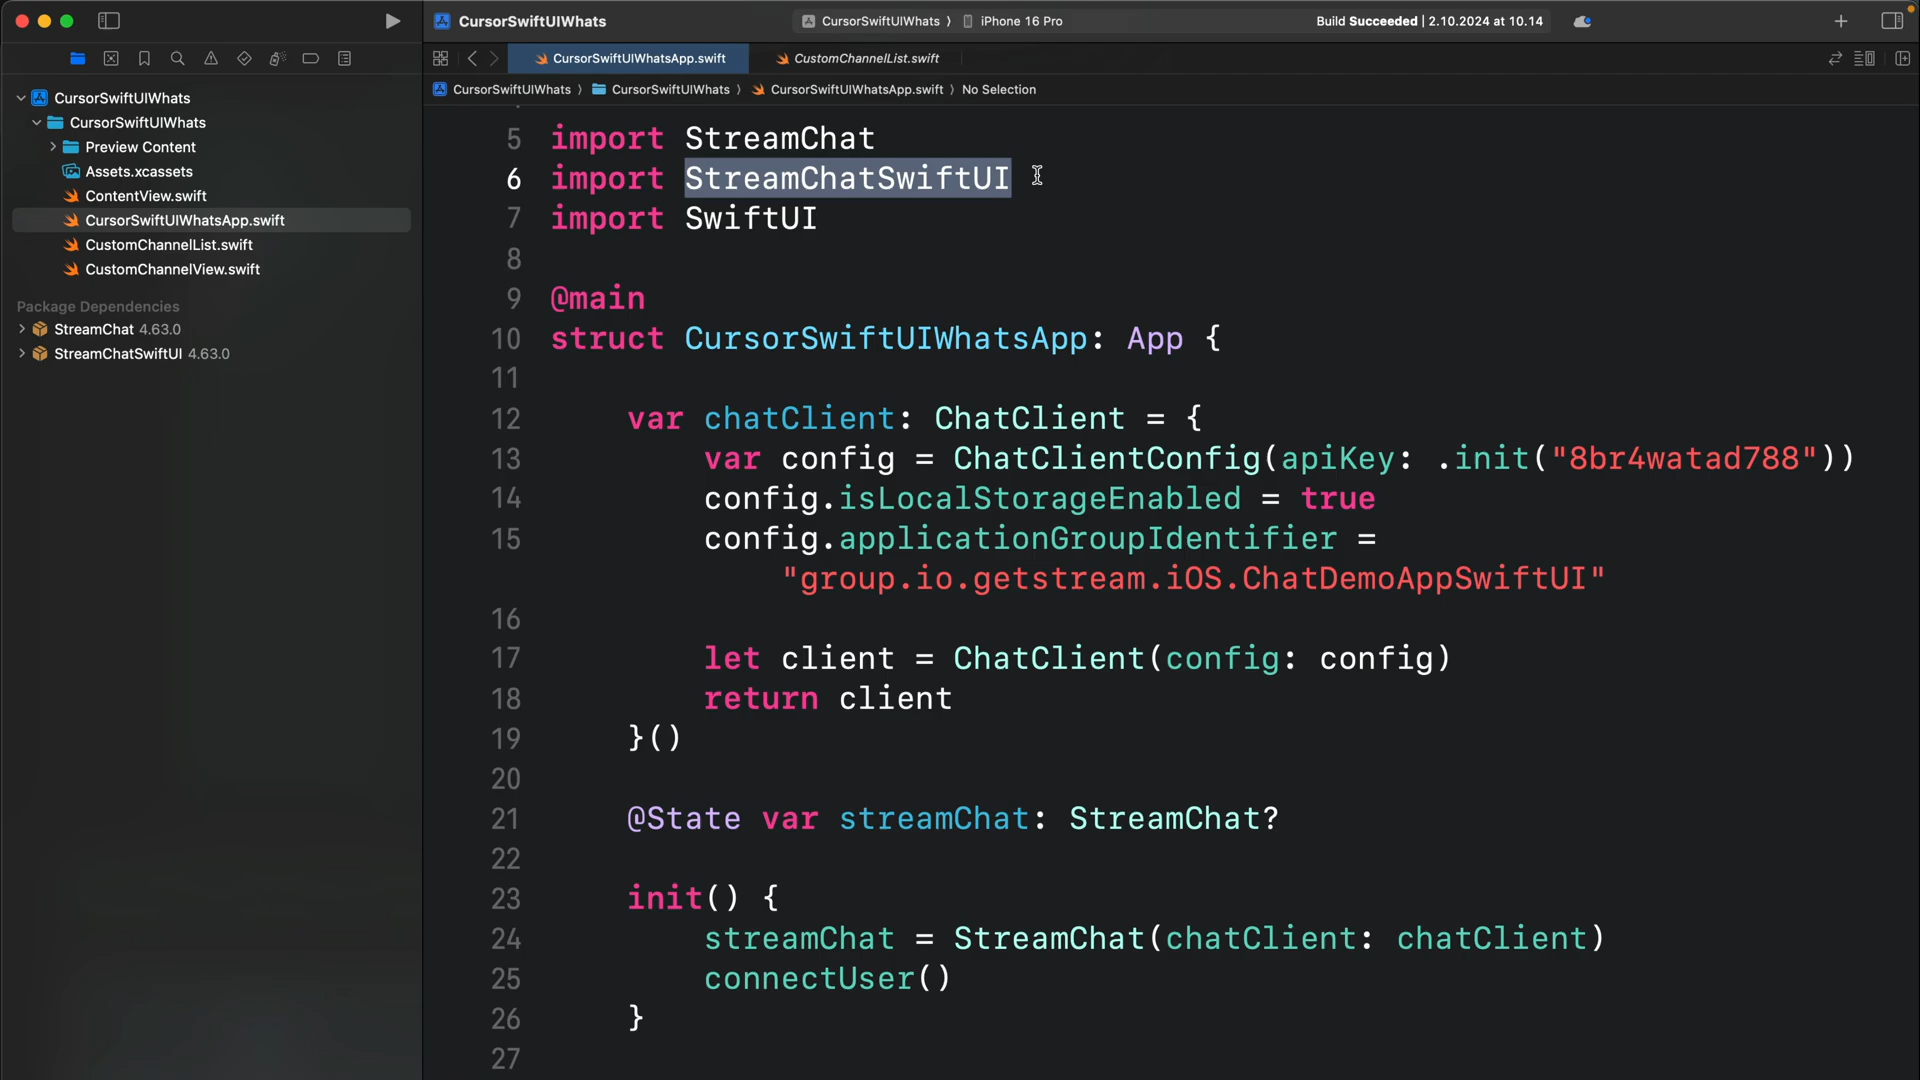 CursorSwiftUIWhats
CursorSwiftUIWhats ⟩ iPhone 16 Pro
Build Succeeded | 2.10.2024 at 10.14
CursorSwiftUIWhatsApp.swift
CustomChannelList.swift
CursorSwiftUIWhats ⟩ CursorSwiftUIWhats ⟩ CursorSwiftUIWhatsApp.swift ⟩ No Selection
CursorSwiftUIWhats
CursorSwiftUIWhats
Preview Content
Assets.xcassets
ContentView.swift
CursorSwiftUIWhatsApp.swift
CustomChannelList.swift
CustomChannelView.swift
Package Dependencies
StreamChat 4.63.0
StreamChatSwiftUI 4.63.0
5 import StreamChat
6 import StreamChatSwiftUI
7 import SwiftUI
8
9 @main
10 struct CursorSwiftUIWhatsApp: App {
11
12 var chatClient: ChatClient = {
13 var config = ChatClientConfig(apiKey: .init("8br4watad788"))
14 config.isLocalStorageEnabled = true
15 config.applicationGroupIdentifier =
"group.io.getstream.iOS.ChatDemoAppSwiftUI"
16
17 let client = ChatClient(config: config)
18 return client
19 }()
20
21 @State var streamChat: StreamChat?
22
23 init() {
24 streamChat = StreamChat(chatClient: chatClient)
25 connectUser()
26 }
27